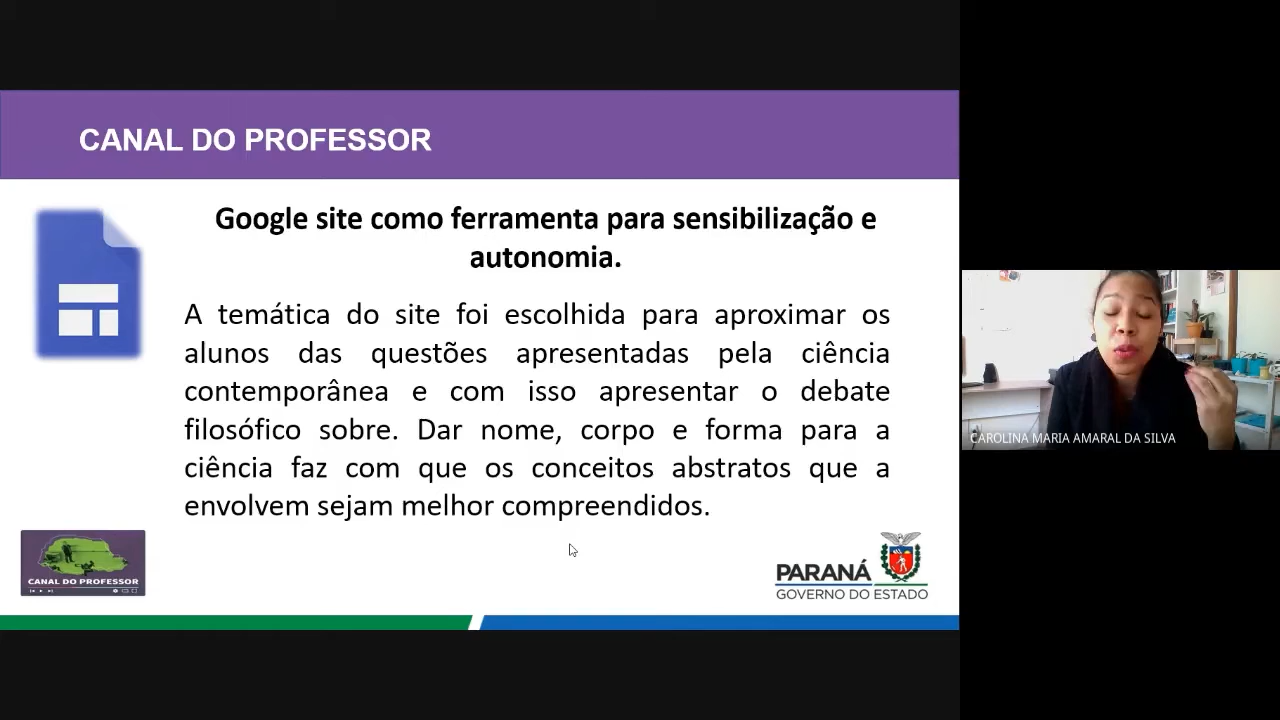 CANAL DO PROFESSOR
Google site como ferramenta para sensibilização e
autonomia.
A temática do site foi escolhida para aproximar os
alunos das questões apresentadas pela ciência
contemporânea e com isso apresentar o debate
filosófico sobre. Dar nome, corpo e forma para a
ciência faz com que os conceitos abstratos que a
envolvem sejam melhor compreendidos.
CANAL DO PROFESSOR
PARANÁ
GOVERNO DO ESTADO
CAROLINA MARIA AMARAL DA SILVA